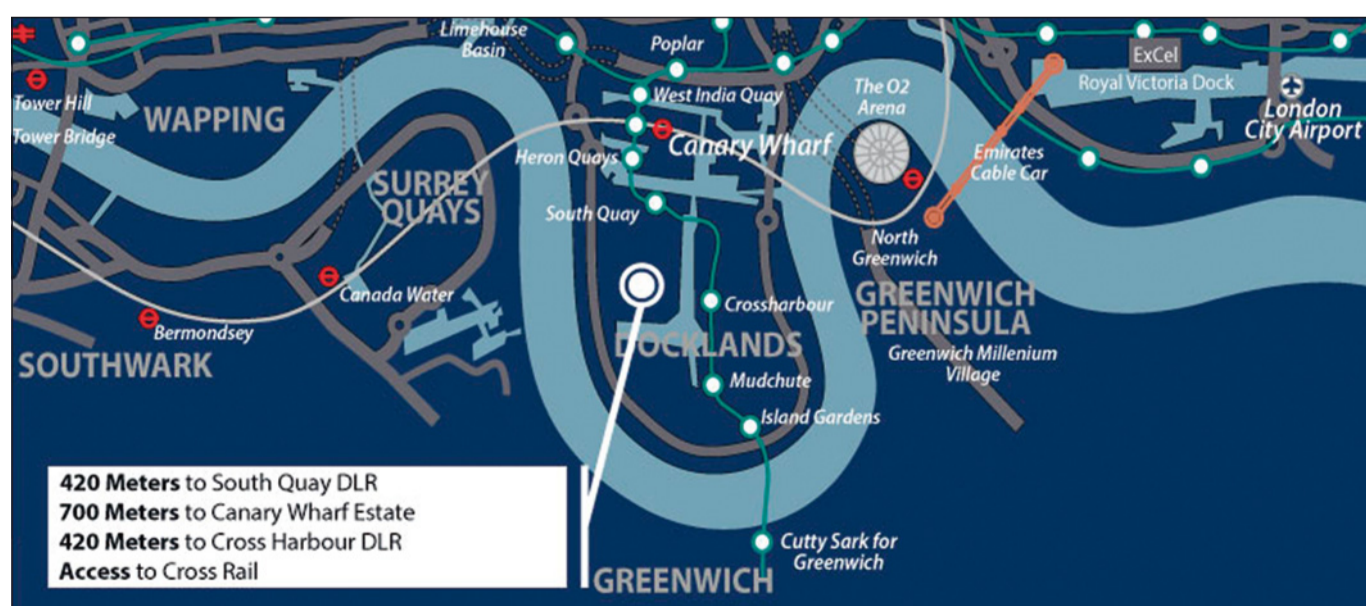 Limehouse
Basin
Poplar
ExCel
Tower Hill
WAPPING
West India Quay
The O2
Arena
Royal Victoria Dock
London
City Airport
Tower Bridge
Canary Wharf
Heron Quays
Emirates
Cable Car
SURREY
QUAYS
South Quay
North
Greenwich
Canada Water
Crossharbour
GREENWICH
PENINSULA
Bermondsey
SOUTHWARK
DOCKLANDS
Greenwich Millenium
Village
Mudchute
Island Gardens
420 Meters to South Quay DLR
700 Meters to Canary Wharf Estate
420 Meters to Cross Harbour DLR
Access to Cross Rail
Cutty Sark for
Greenwich
GREENWICH